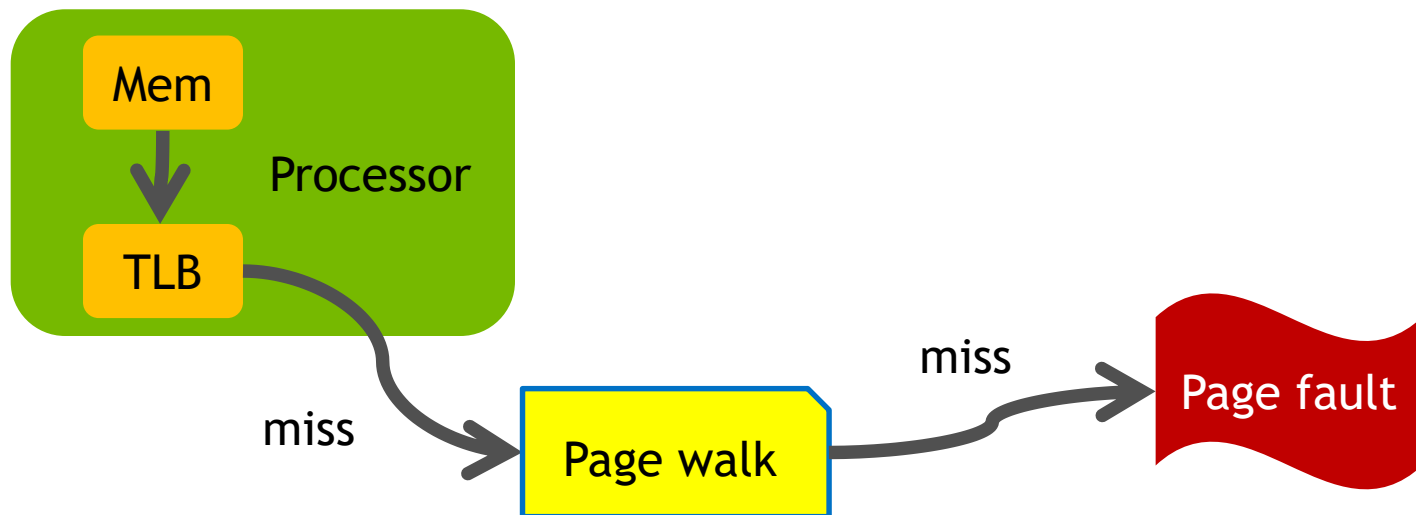 Mem
Processor
TLB
miss
Page walk
miss
Page fault